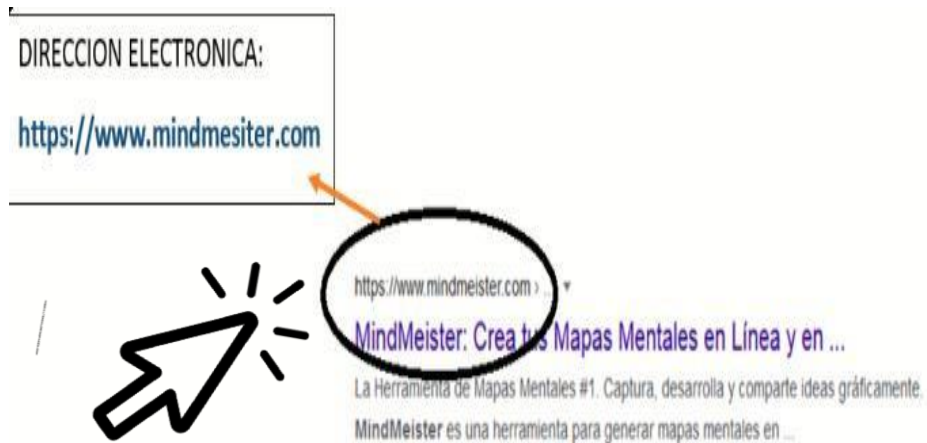 DIRECCION ELECTRONICA:
https://www.mindmesiter.com
https://www.mindmeister.com › ...
MindMeister: Crea tus Mapas Mentales en Línea y en ...
La Herramienta de Mapas Mentales #1. Captura, desarrolla y comparte ideas gráficamente.
MindMeister es una herramienta para generar mapas mentales en ...